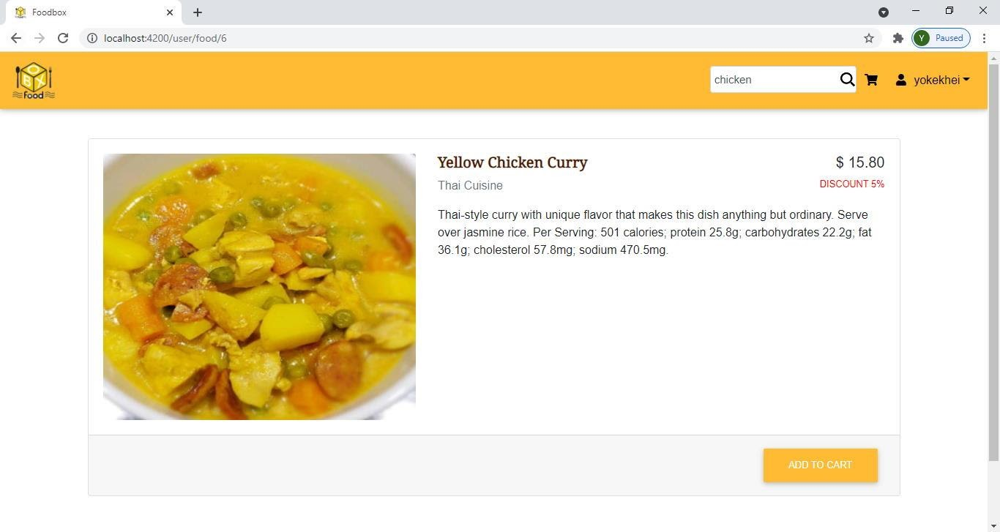 Foodbox
localhost:4200/user/food/6
Y Paused
O
B X
Food
chicken
yokekhei
Yellow Chicken Curry
$ 15.80
Thai Cuisine
DISCOUNT 5%
Thai-style curry with unique flavor that makes this dish anything but ordinary. Serve
over jasmine rice. Per Serving: 501 calories; protein 25.8g; carbohydrates 22.2g; fat
36.1g; cholesterol 57.8mg; sodium 470.5mg.
ADD TO CART